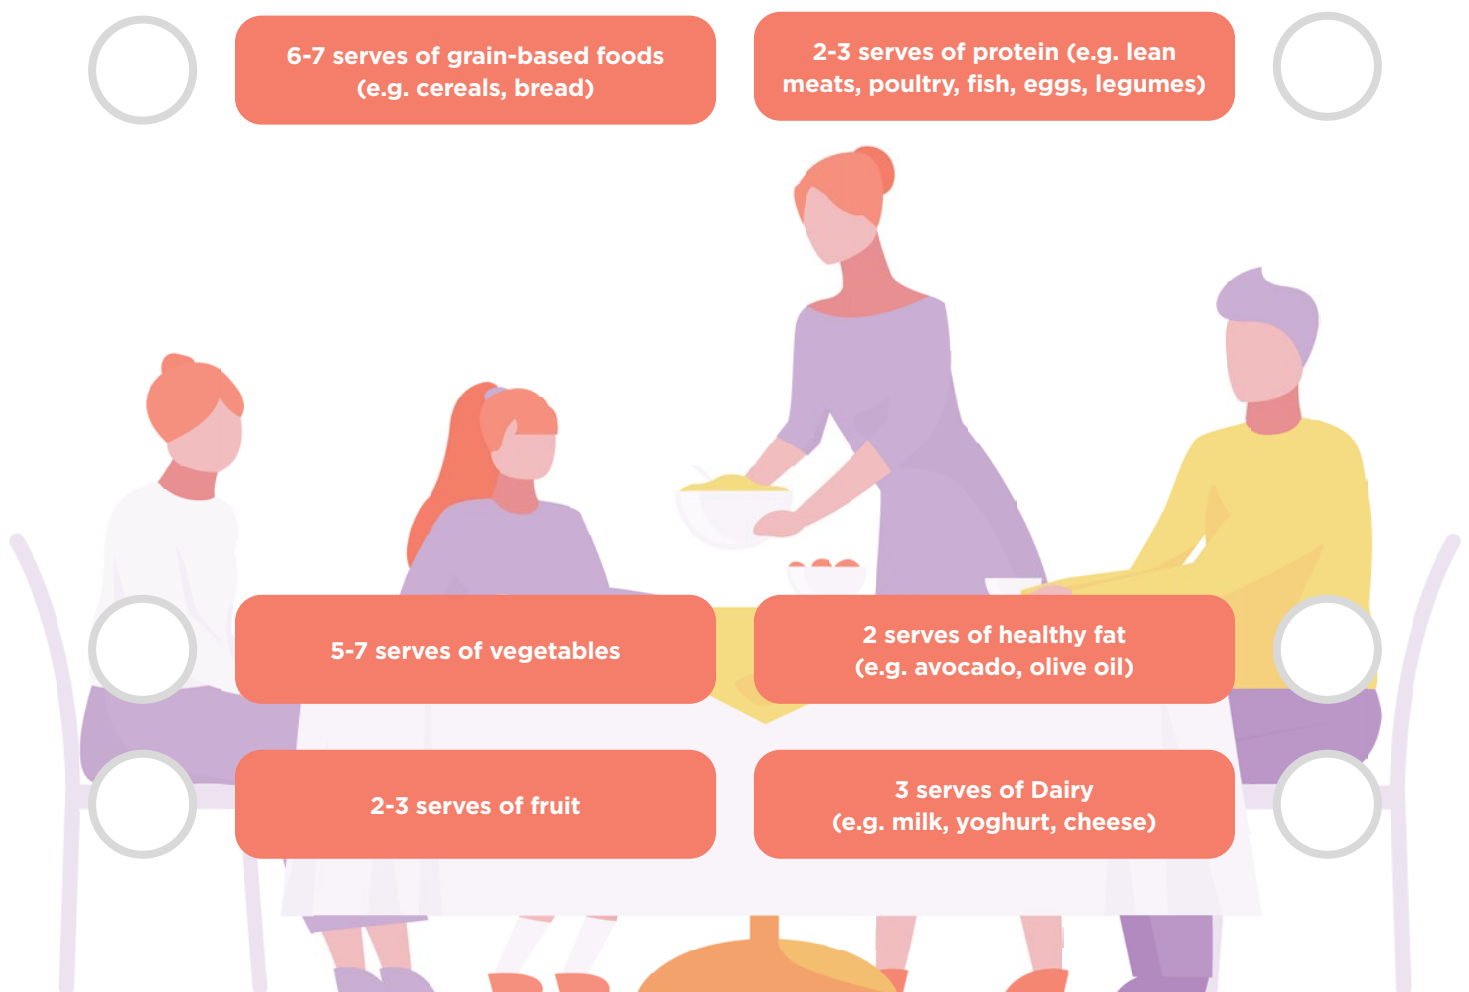 6-7 serves of grain-based foods
(e.g. cereals, bread)
2-3 serves of protein (e.g. lean
meats, poultry, fish, eggs, legumes)
5-7 serves of vegetables
2 serves of healthy fat
(e.g. avocado, olive oil)
2-3 serves of fruit
3 serves of Dairy
(e.g. milk, yoghurt, cheese)